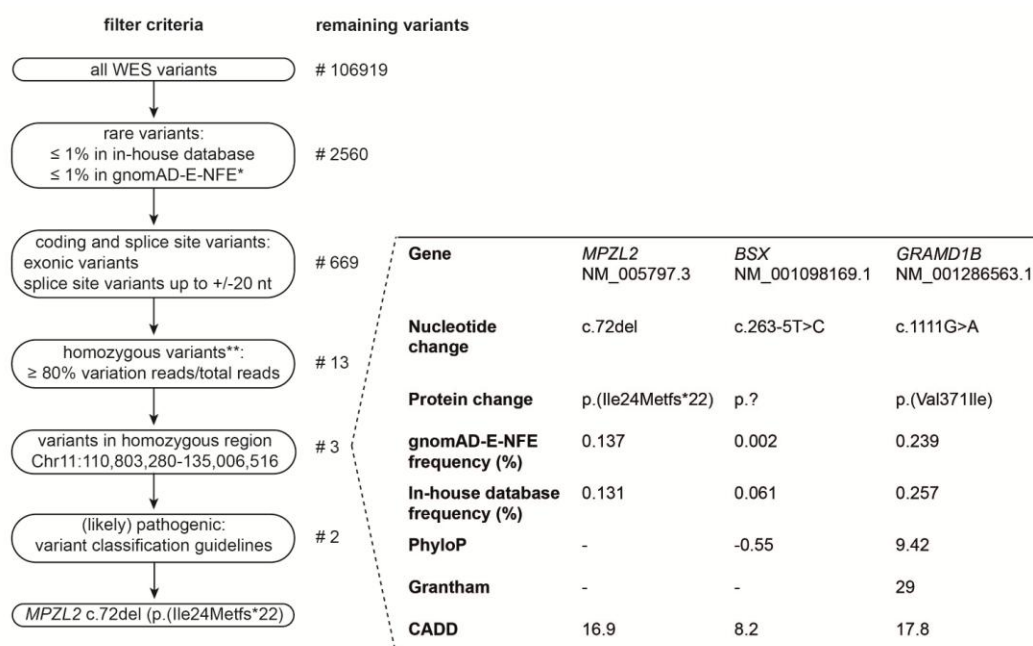 filter criteria
remaining variants
all WES variants
# 106919
rare variants:
≤ 1% in in-house database
≤ 1% in gnomAD-E-NFE*
# 2560
coding and splice site variants:
exonic variants
splice site variants up to +/-20 nt
# 669
homozygous variants**:
≥ 80% variation reads/total reads
# 13
variants in homozygous region
Chr11:110,803,280-135,006,516
# 3
(likely) pathogenic:
variant classification guidelines
# 2
MPZL2 c.72del (p.(Ile24Metfs*22)
Gene MPZL2 BSX GRAMD1B
NM_005797.3 NM_001098169.1 NM_001286563.1
Nucleotide c.72del c.263-5T>C c.1111G>A
change
Protein change p.(Ile24Metfs*22) p.? p.(Val371Ile)
gnomAD-E-NFE 0.137 0.002 0.239
frequency (%)
In-house database 0.131 0.061 0.257
frequency (%)
PhyloP - -0.55 9.42
Grantham - - 29
CADD 16.9 8.2 17.8